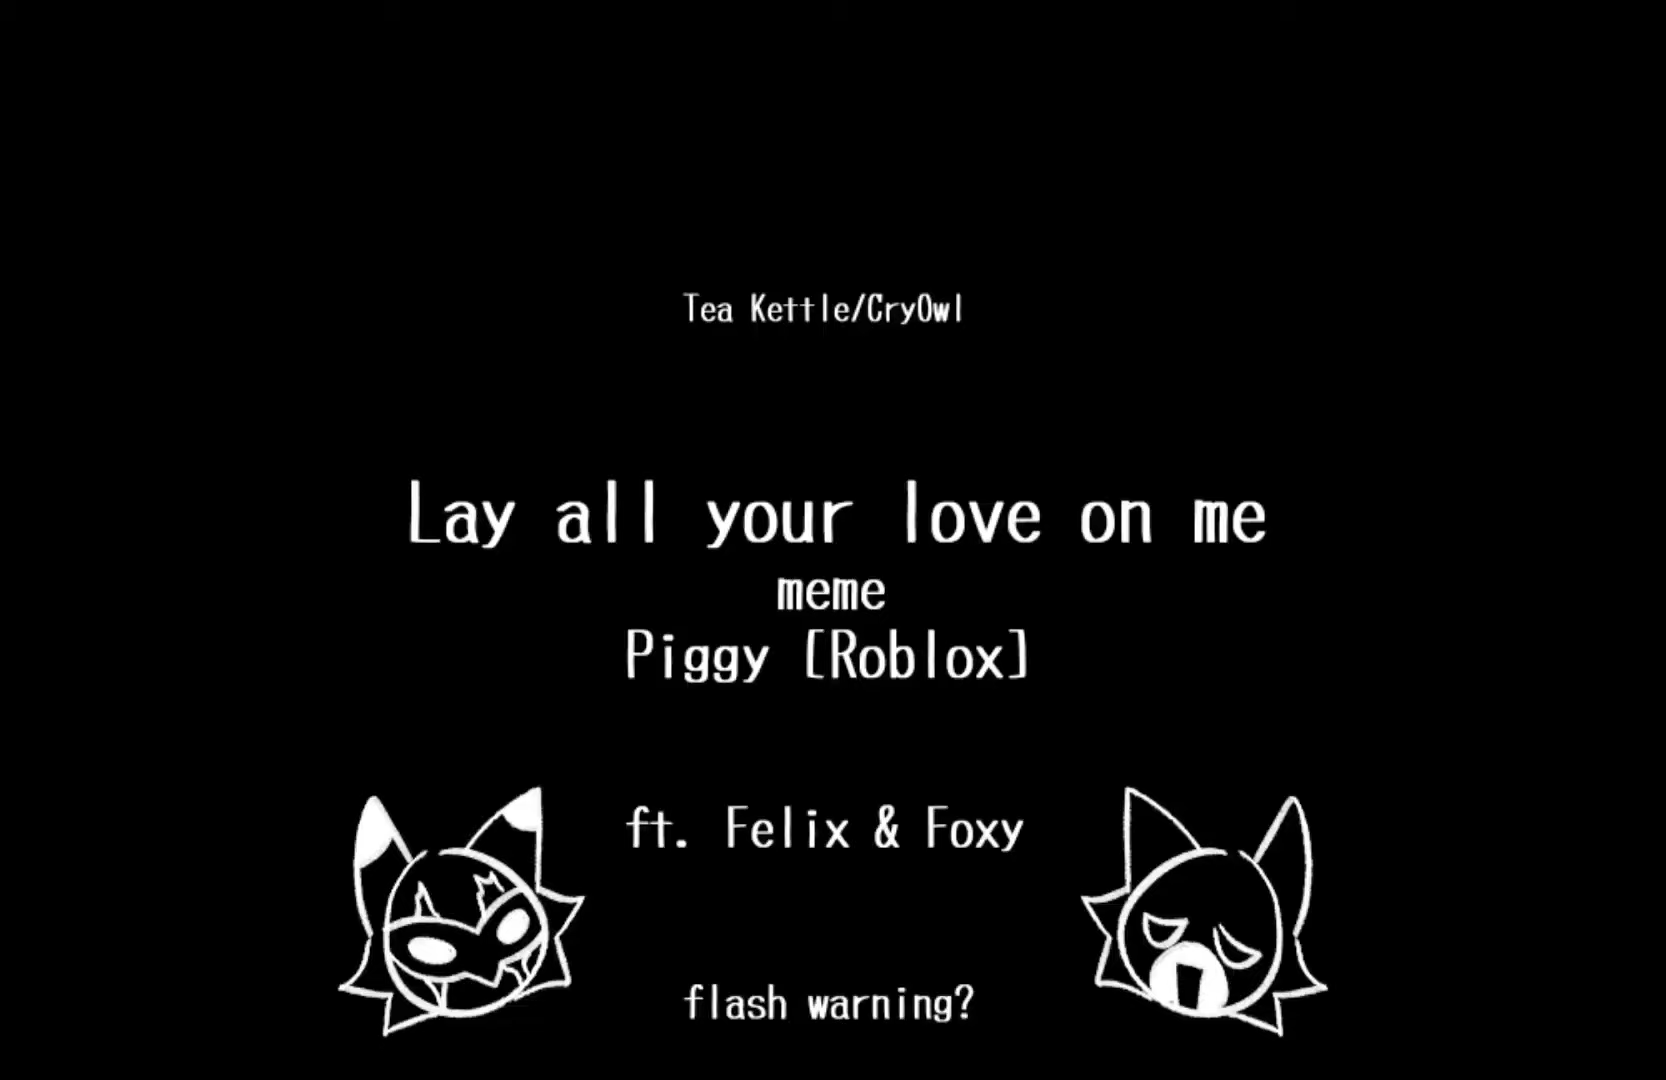 Tea Kettle/CryOwl
Lay all your love on me
meme
Piggy [Roblox]
ft. Felix & Foxy
flash warning?